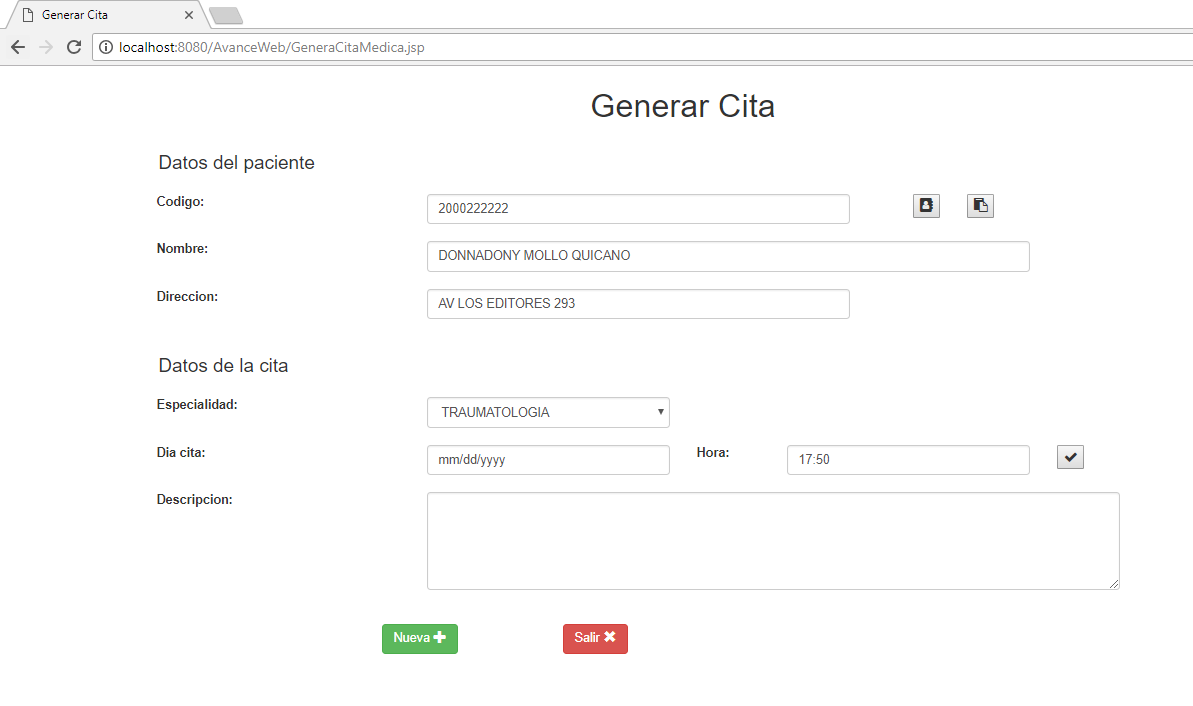 Generar Cita
localhost:8080/AvanceWeb/GeneraCitaMedica.jsp
Generar Cita
Datos del paciente
Codigo: 2000222222
Nombre: DONNADONY MOLLO QUICANO
Direccion: AV LOS EDITORES 293
Datos de la cita
Especialidad: TRAUMATOLOGIA
Dia cita: mm/dd/yyyy Hora: 17:50
Descripcion:
Nueva Salir